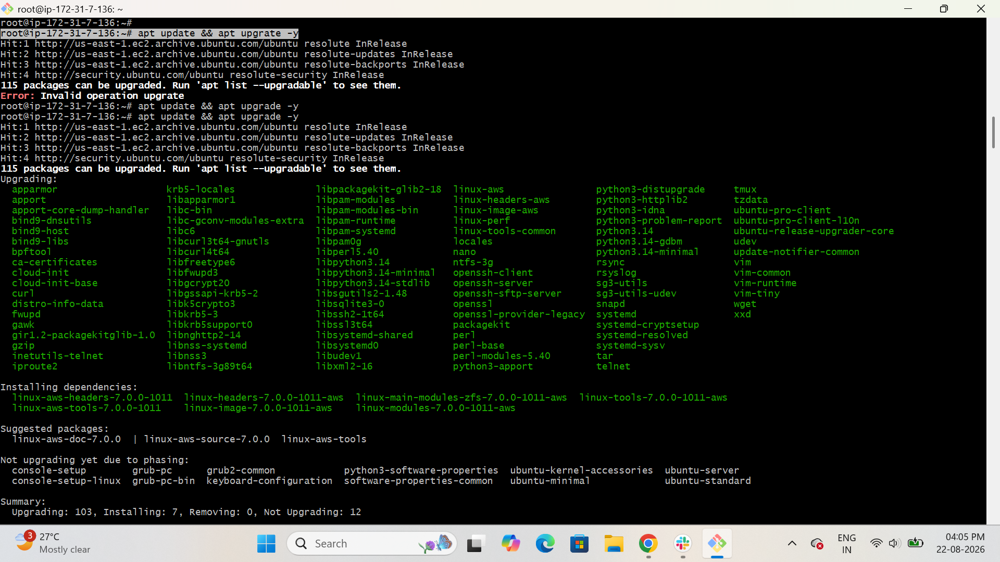 root@ip-172-31-7-136: ~
root@ip-172-31-7-136:~#
root@ip-172-31-7-136:~# apt update && apt upgrate -y
Hit:1 http://us-east-1.ec2.archive.ubuntu.com/ubuntu resolute InRelease
Hit:2 http://us-east-1.ec2.archive.ubuntu.com/ubuntu resolute-updates InRelease
Hit:3 http://us-east-1.ec2.archive.ubuntu.com/ubuntu resolute-backports InRelease
Hit:4 http://security.ubuntu.com/ubuntu resolute-security InRelease
115 packages can be upgraded. Run 'apt list --upgradable' to see them.
Error: Invalid operation upgrate
root@ip-172-31-7-136:~# apt update && apt upgrade -y
root@ip-172-31-7-136:~# apt update && apt upgrade -y
Hit:1 http://us-east-1.ec2.archive.ubuntu.com/ubuntu resolute InRelease
Hit:2 http://us-east-1.ec2.archive.ubuntu.com/ubuntu resolute-updates InRelease
Hit:3 http://us-east-1.ec2.archive.ubuntu.com/ubuntu resolute-backports InRelease
Hit:4 http://security.ubuntu.com/ubuntu resolute-security InRelease
115 packages can be upgraded. Run 'apt list --upgradable' to see them.
Upgrading:
apparmor krb5-locales libpackagekit-glib2-18 linux-aws python3-distupgrade tmux
apport libapparmor1 libpam-modules linux-headers-aws python3-httplib2 tzdata
apport-core-dump-handler libc-bin libpam-modules-bin linux-image-aws python3-idna ubuntu-pro-client
bind9-dnsutils libc-gconv-modules-extra libpam-runtime linux-perf python3-problem-report ubuntu-pro-client-l10n
bind9-host libc6 libpam-systemd linux-tools-common python3.14 ubuntu-release-upgrader-core
bind9-libs libcurl3t64-gnutls libpam0g locales python3.14-gdbm udev
bpftool libcurl4t64 libperl5.40 nano python3.14-minimal update-notifier-common
ca-certificates libfreetype6 libpython3.14 ntfs-3g rsync vim
cloud-init libfwupd3 libpython3.14-minimal openssh-client rsyslog vim-common
cloud-init-base libgcrypt20 libpython3.14-stdlib openssh-server sg3-utils vim-runtime
curl libgssapi-krb5-2 libsgutils2-1.48 openssh-sftp-server sg3-utils-udev vim-tiny
distro-info-data libk5crypto3 libsqlite3-0 openssl snapd wget
fwupd libkrb5-3 libssh2-1t64 openssl-provider-legacy systemd xxd
gawk libkrb5support0 libssl3t64 packagekit systemd-cryptsetup
gir1.2-packagekitglib-1.0 libnghttp2-14 libsystemd-shared perl systemd-resolved
gzip libnss-systemd libsystemd0 perl-base systemd-sysv
inetutils-telnet libnss3 libudev1 perl-modules-5.40 tar
iproute2 libntfs-3g89t64 libxml2-16 python3-apport telnet
Installing dependencies:
linux-aws-headers-7.0.0-1011 linux-headers-7.0.0-1011-aws linux-main-modules-zfs-7.0.0-1011-aws linux-tools-7.0.0-1011-aws
linux-aws-tools-7.0.0-1011 linux-image-7.0.0-1011-aws linux-modules-7.0.0-1011-aws
Suggested packages:
linux-aws-doc-7.0.0 | linux-aws-source-7.0.0 linux-aws-tools
Not upgrading yet due to phasing:
console-setup grub-pc grub2-common python3-software-properties ubuntu-kernel-accessories ubuntu-server
console-setup-linux grub-pc-bin keyboard-configuration software-properties-common ubuntu-minimal ubuntu-standard
Summary:
Upgrading: 103, Installing: 7, Removing: 0, Not Upgrading: 12
3
27°C
Mostly clear
Search
ENG
IN
04:05 PM
22-08-2026